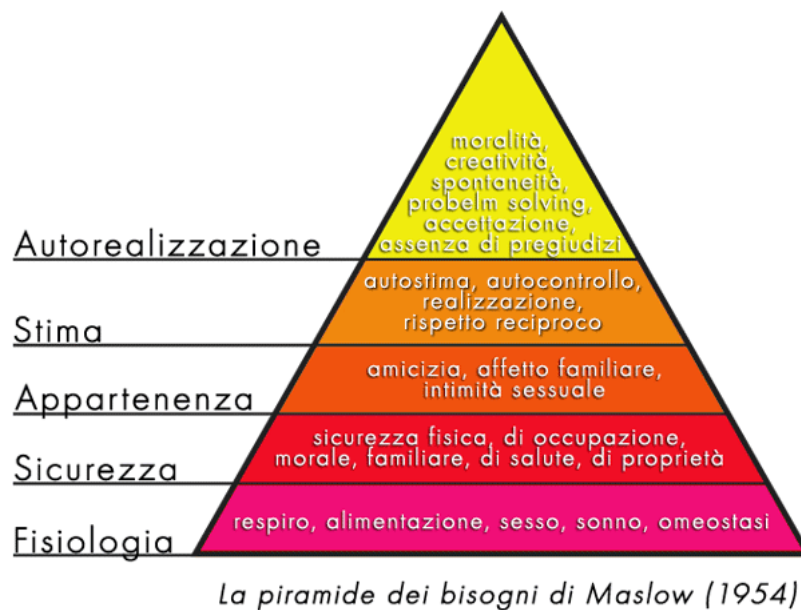 moralità,
creatività,
spontaneità,
probelm solving,
accettazione,
assenza di pregiudizi
Autorealizzazione
autostima, autocontrollo,
realizzazione,
rispetto reciproco
Stima
amicizia, affetto familiare,
intimità sessuale
Appartenenza
sicurezza fisica, di occupazione,
morale, familiare, di salute, di proprietà
Sicurezza
respiro, alimentazione, sesso, sonno, omeostasi
Fisiologia
La piramide dei bisogni di Maslow (1954)